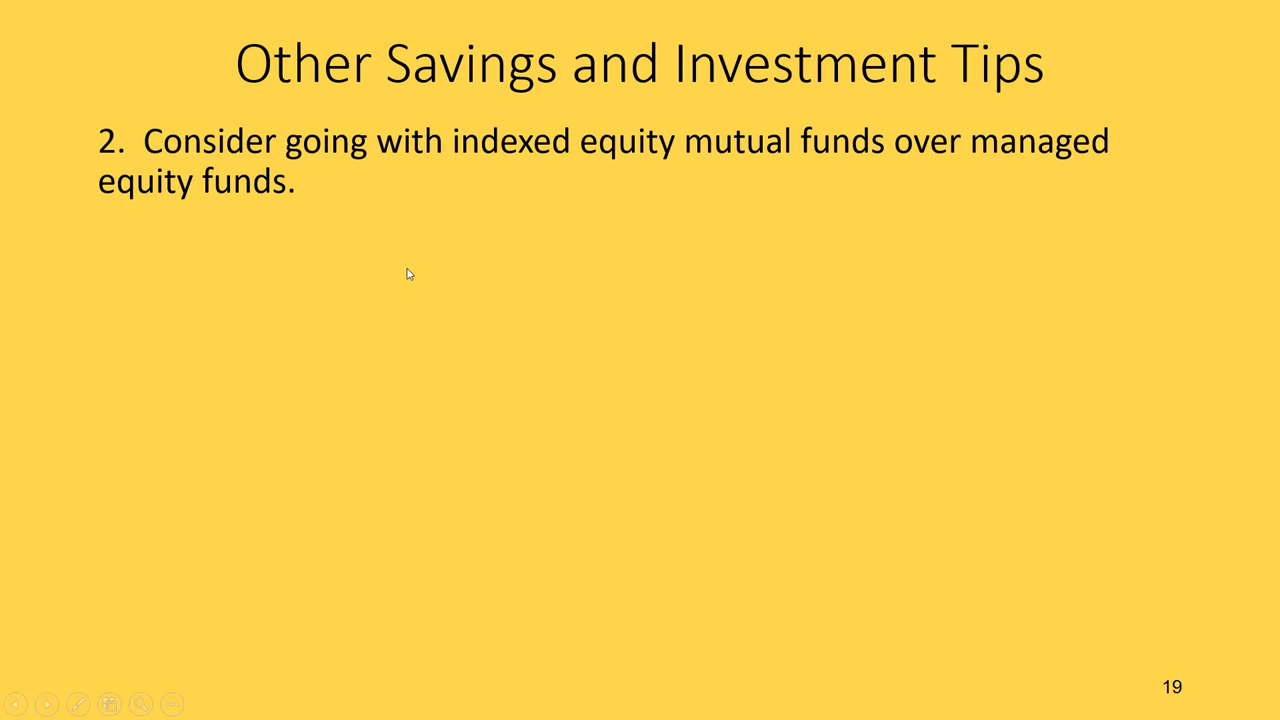 Other Savings and Investment Tips
2. Consider going with indexed equity mutual funds over managed
equity funds.
19